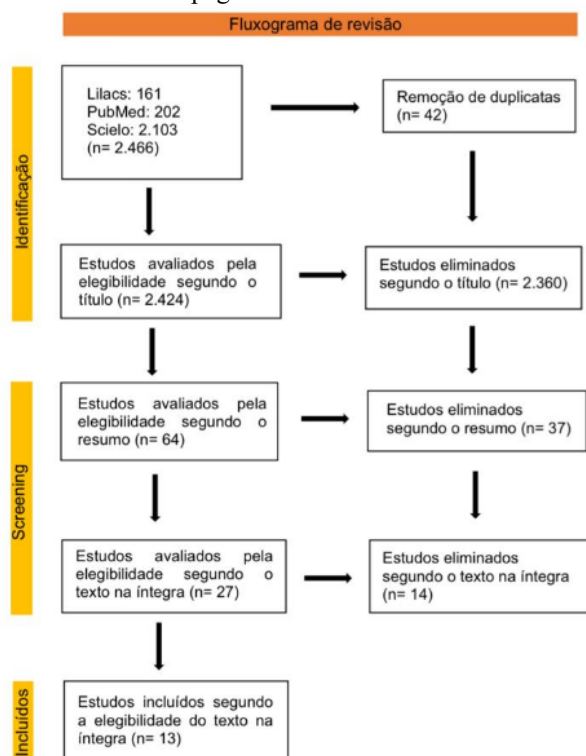 Fluxograma de revisão
Identificação
Lilacs: 161
PubMed: 202
Scielo: 2.103
(n= 2.466)
Remoção de duplicatas
(n= 42)
Estudos avaliados pela
elegibilidade segundo o
título (n= 2.424)
Estudos eliminados
segundo o título (n= 2.360)
Screening
Estudos avaliados pela
elegibilidade segundo o
resumo (n= 64)
Estudos eliminados
segundo o resumo (n= 37)
Estudos avaliados pela
elegibilidade segundo o
texto na íntegra (n= 27)
Estudos eliminados
segundo o texto na íntegra
(n= 14)
Incluídos
Estudos incluídos segundo
a elegibilidade do texto na
íntegra (n= 13)